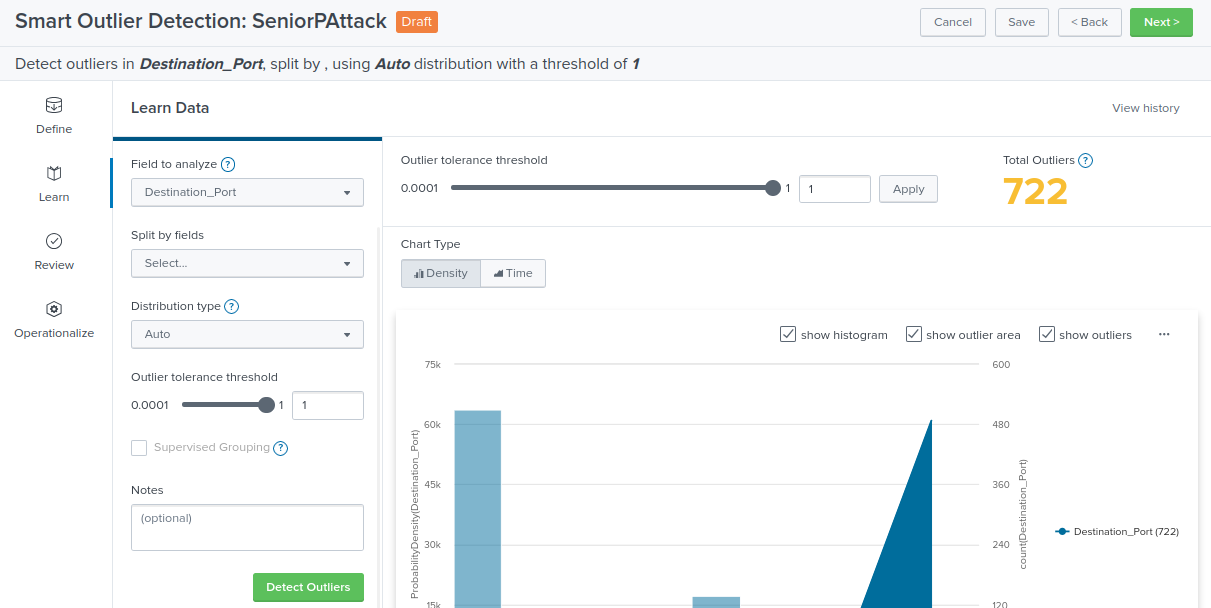 Smart Outlier Detection: SeniorPAttack
Draft
Cancel
Save
< Back
Next >
Detect outliers in Destination_Port, split by , using Auto distribution with a threshold of 1
Define
Learn
Review
Operationalize
Learn Data
View history
Field to analyze ?
Destination_Port
Split by fields
Select...
Distribution type ?
Auto
Outlier tolerance threshold
0.0001
1
1
Supervised Grouping ?
Notes
(optional)
Detect Outliers
Outlier tolerance threshold
0.0001
1
1
Apply
Total Outliers ?
722
Chart Type
Density
Time
show histogram
show outlier area
show outliers
...
75k
60k
45k
30k
15k
ProbabilityDensity(Destination_Port)
600
480
360
240
120
count(Destination_Port)
Destination_Port (722)